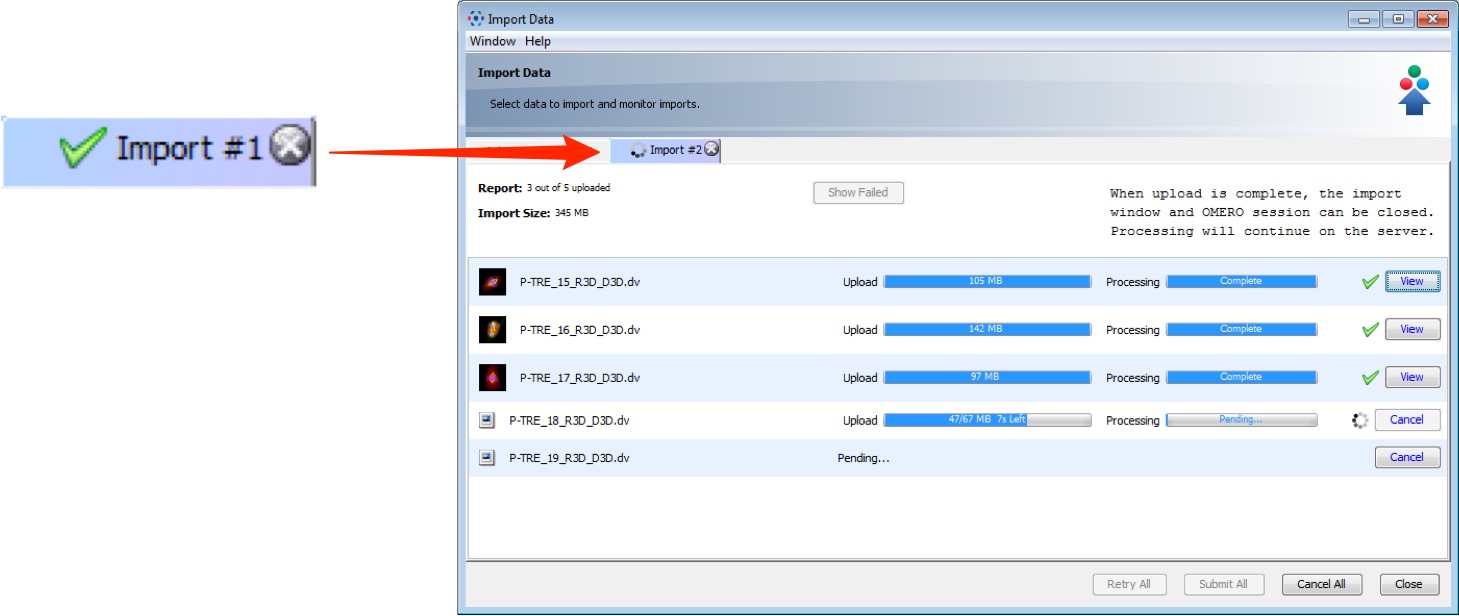 Import Data
Window Help
Import Data
Select data to import and monitor imports.
Import #1
Import #2
Report: 3 out of 5 uploaded
Show Failed
Import Size: 345 MB
When upload is complete, the import
window and OMERO session can be closed.
Processing will continue on the server.
P-TRE_15_R3D_D3D.dv Upload 105 MB Processing Complete View
P-TRE_16_R3D_D3D.dv Upload 142 MB Processing Complete View
P-TRE_17_R3D_D3D.dv Upload 97 MB Processing Complete View
P-TRE_18_R3D_D3D.dv Upload 47/67 MB 7s Left Processing Pending... Cancel
P-TRE_19_R3D_D3D.dv Pending... Cancel
Retry All Submit All Cancel All Close